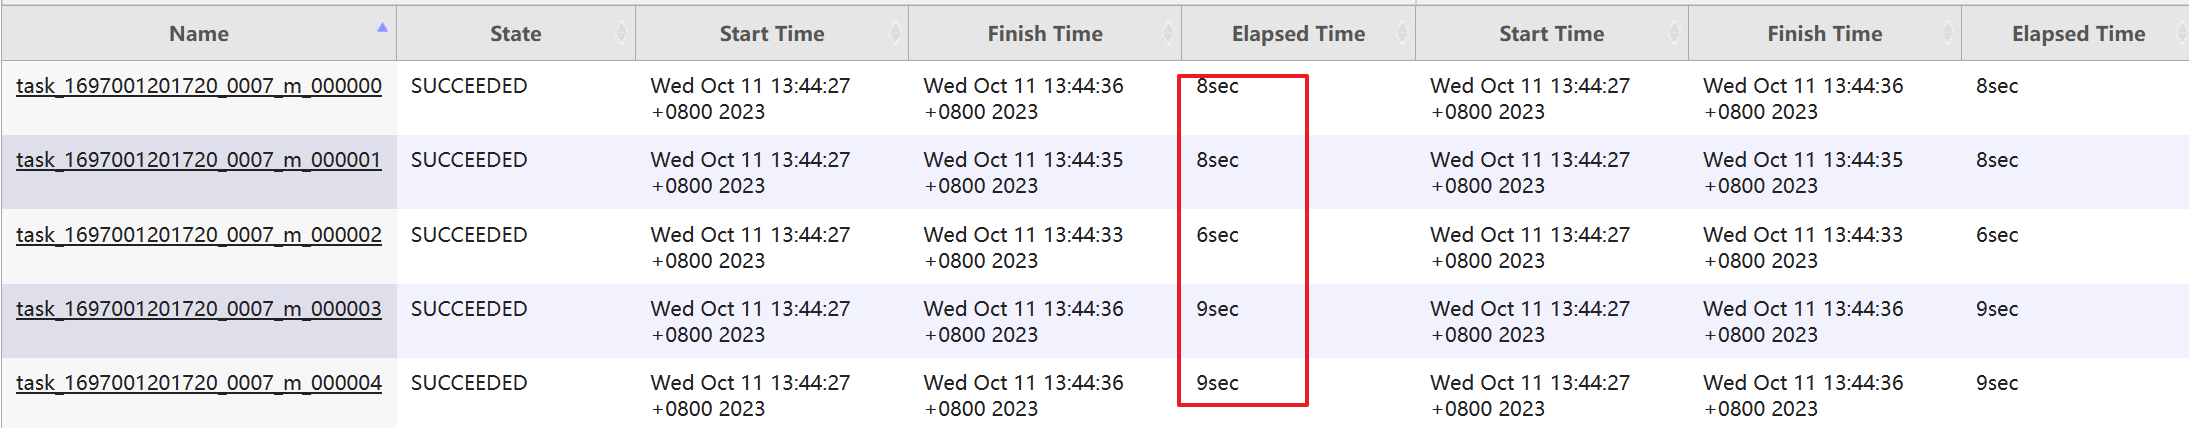 Name State Start Time Finish Time Elapsed Time Start Time Finish Time Elapsed Time
task_1697001201720_0007_m_000000 SUCCEEDED Wed Oct 11 13:44:27 Wed Oct 11 13:44:36 8sec Wed Oct 11 13:44:27 Wed Oct 11 13:44:36 8sec
+0800 2023 +0800 2023 +0800 2023 +0800 2023
task_1697001201720_0007_m_000001 SUCCEEDED Wed Oct 11 13:44:27 Wed Oct 11 13:44:35 8sec Wed Oct 11 13:44:27 Wed Oct 11 13:44:35 8sec
+0800 2023 +0800 2023 +0800 2023 +0800 2023
task_1697001201720_0007_m_000002 SUCCEEDED Wed Oct 11 13:44:27 Wed Oct 11 13:44:33 6sec Wed Oct 11 13:44:27 Wed Oct 11 13:44:33 6sec
+0800 2023 +0800 2023 +0800 2023 +0800 2023
task_1697001201720_0007_m_000003 SUCCEEDED Wed Oct 11 13:44:27 Wed Oct 11 13:44:36 9sec Wed Oct 11 13:44:27 Wed Oct 11 13:44:36 9sec
+0800 2023 +0800 2023 +0800 2023 +0800 2023
task_1697001201720_0007_m_000004 SUCCEEDED Wed Oct 11 13:44:27 Wed Oct 11 13:44:36 9sec Wed Oct 11 13:44:27 Wed Oct 11 13:44:36 9sec
+0800 2023 +0800 2023 +0800 2023 +0800 2023